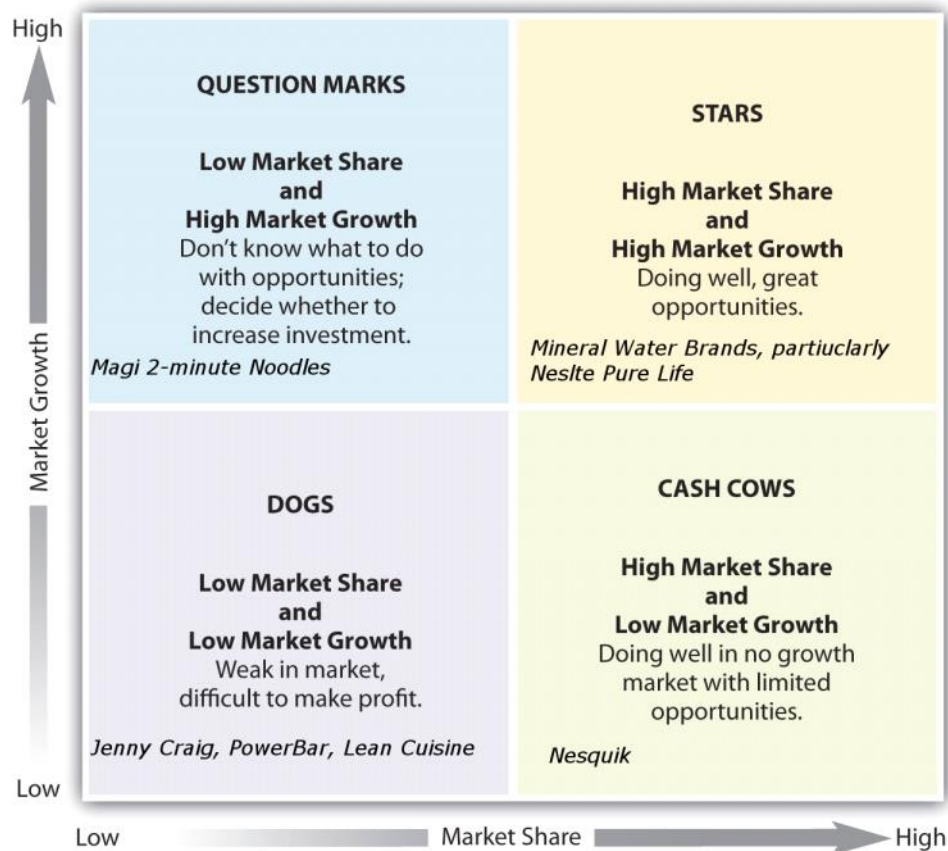 High
QUESTION MARKS
Low Market Share
and
High Market Growth
Don't know what to do
with opportunities;
decide whether to
increase investment.
Magi 2-minute Noodles
STARS
High Market Share
and
High Market Growth
Doing well, great
opportunities.
Mineral Water Brands, partiuclarly
Neslte Pure Life
Market Growth
DOGS
Low Market Share
and
Low Market Growth
Weak in market,
difficult to make profit.
Jenny Craig, PowerBar, Lean Cuisine
CASH COWS
High Market Share
and
Low Market Growth
Doing well in no growth
market with limited
opportunities.
Nesquik
Low
Low
Market Share
High